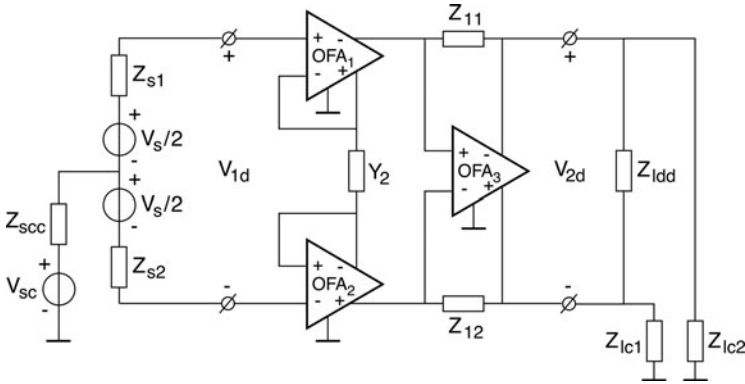 Z11
+ - OFA1 - +
Zs1
+ Vs/2 -
+ Vs/2 -
Zscc
+ Vsc -
Zs2
+
V1d
-
Y2
+ - OFA2 - +
+ - OFA3 - +
Z12
+
V2d
-
Zldd
Zlc1
Zlc2